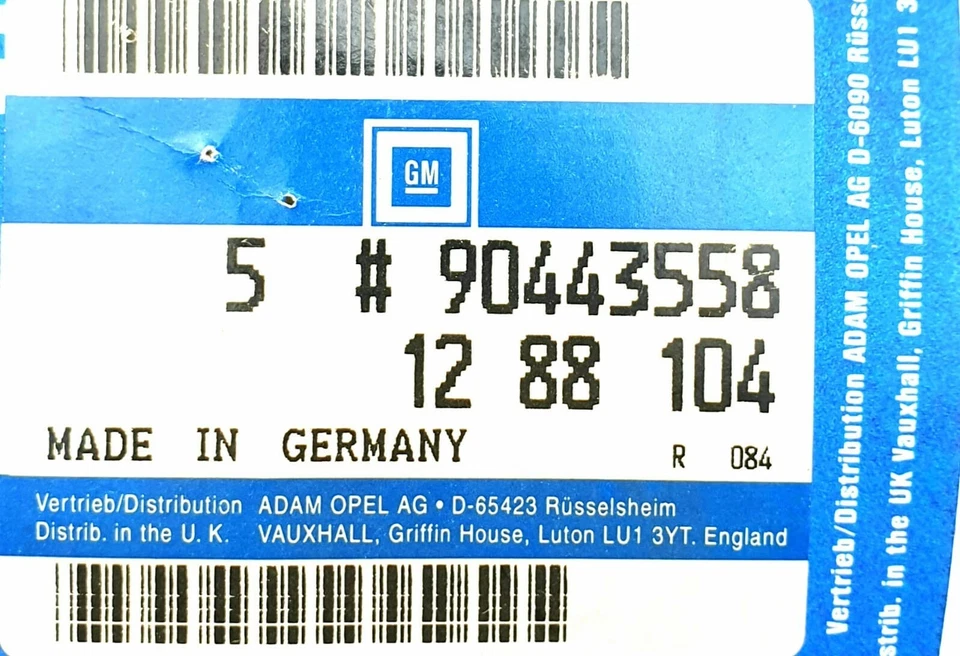 GM
5 # 90443558
12 88 104
MADE IN GERMANY R 084
Vertrieb/Distribution ADAM OPEL AG • D-65423 Rüsselsheim
Distrib. in the U. K. VAUXHALL, Griffin House, Luton LU1 3YT. England
Vertrieb/Distribution ADAM OPEL AG D-6090 Rüss
strib. in the UK Vauxhall, Griffin House, Luton LU1 3